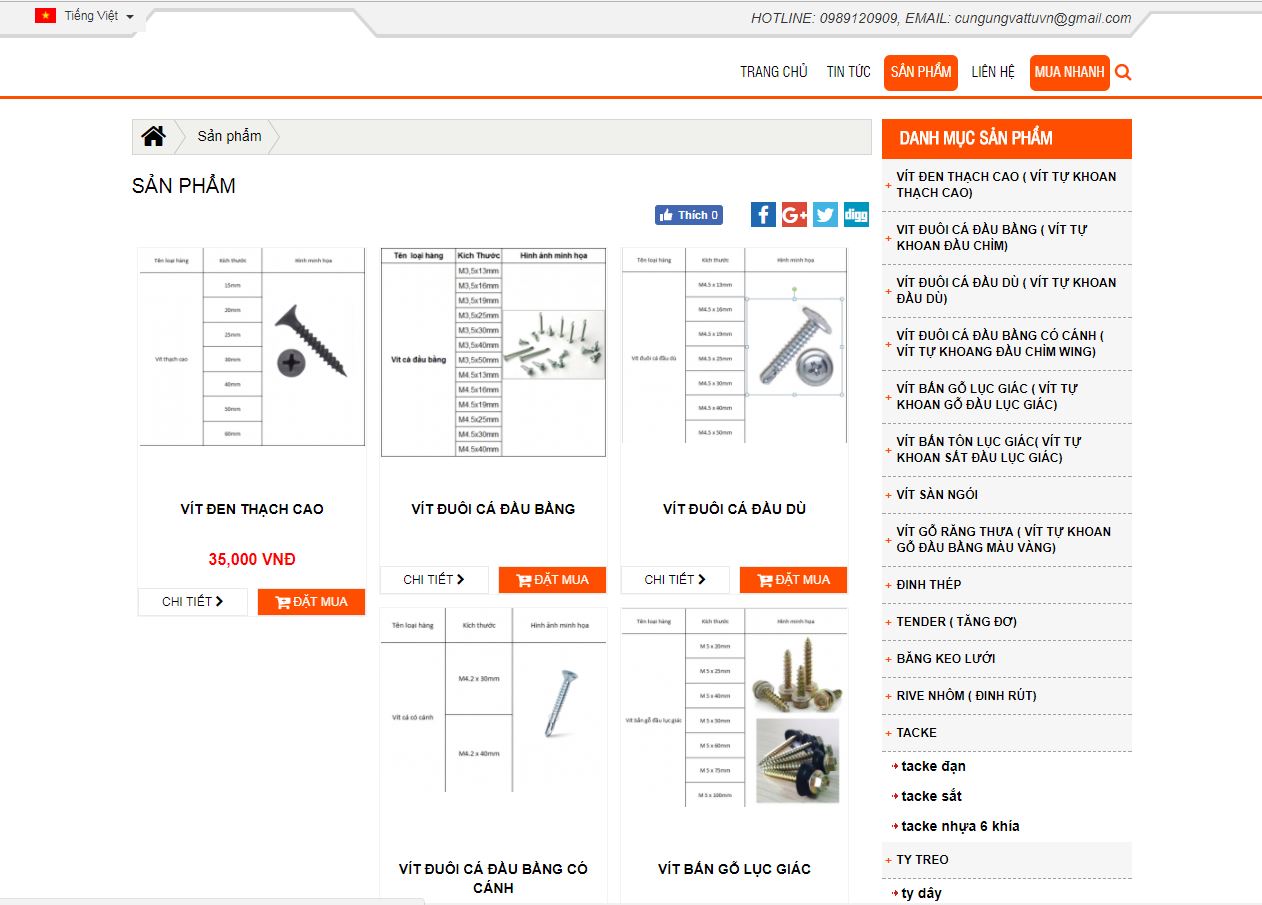 Tiếng Việt
HOTLINE: 0989120909, EMAIL: cungungvattuvn@gmail.com
TRANG CHỦ
TIN TỨC
SẢN PHẨM
LIÊN HỆ
MUA NHANH
Sản phẩm
SẢN PHẨM
Thích 0
f
G+
digg
Tên loại hàng
Kích thước
Hình minh họa
Vít thạch cao
15mm
20mm
25mm
30mm
40mm
50mm
60mm
VÍT ĐEN THẠCH CAO
35,000 VNĐ
CHI TIẾT
ĐẶT MUA
Tên loại hàng
Kích Thước
Hình ảnh minh họa
Vít cá đầu bằng
M3,5x13mm
M3,5x16mm
M3,5x19mm
M3,5x25mm
M3,5x30mm
M3,5x40mm
M3,5x50mm
M4.5x13mm
M4.5x16mm
M4.5x19mm
M4.5x25mm
M4.5x30mm
M4.5x40mm
VÍT ĐUÔI CÁ ĐẦU BẰNG
CHI TIẾT
ĐẶT MUA
Tên loại hàng
Kích thước
Hình minh họa
Vít đuôi cá đầu dù
M4.5 x 13mm
M4.5 x 16mm
M4.5 x 19mm
M4.5 x 25mm
M4.5 x 30mm
M4.5 x 40mm
M4.5 x 50mm
VÍT ĐUÔI CÁ ĐẦU DÙ
CHI TIẾT
ĐẶT MUA
Tên loại hàng
Kích thước
Hình ảnh minh họa
Vít cá có cánh
M4.2 x 30mm
M4.2 x 40mm
VÍT ĐUÔI CÁ ĐẦU BẰNG CÓ
CÁNH
Tên loại hàng
Kích thước
Hình minh họa
Vít bắn gỗ đầu lục giác
M 5 x 20mm
M 5 x 25mm
M 5 x 40mm
M 5 x 50mm
M 5 x 60mm
M 5 x 75mm
M 5 x 100mm
VÍT BẮN GỖ LỤC GIÁC
DANH MỤC SẢN PHẨM
+ VÍT ĐEN THẠCH CAO ( VÍT TỰ KHOAN
THẠCH CAO)
+ VIT ĐUÔI CÁ ĐẦU BẰNG ( VÍT TỰ
KHOAN ĐẦU CHÌM)
+ VÍT ĐUÔI CÁ ĐẦU DÙ ( VÍT TỰ KHOAN
ĐẦU DÙ)
+ VÍT ĐUÔI CÁ ĐẦU BẰNG CÓ CÁNH (
VÍT TỰ KHOANG ĐẦU CHÌM WING)
+ VÍT BẮN GỖ LỤC GIÁC ( VÍT TỰ
KHOAN GỖ ĐẦU LỤC GIÁC)
+ VÍT BẮN TÔN LỤC GIÁC( VÍT TỰ
KHOAN SẮT ĐẦU LỤC GIÁC)
+ VÍT SÀN NGÓI
+ VÍT GỖ RĂNG THƯA ( VÍT TỰ KHOAN
GỖ ĐẦU BẰNG MÀU VÀNG)
+ ĐINH THÉP
+ TENDER ( TĂNG ĐƠ)
+ BĂNG KEO LƯỚI
+ RIVE NHÔM ( ĐINH RÚT)
+ TACKE
tacke đạn
tacke sắt
tacke nhựa 6 khía
+ TY TREO
ty dây